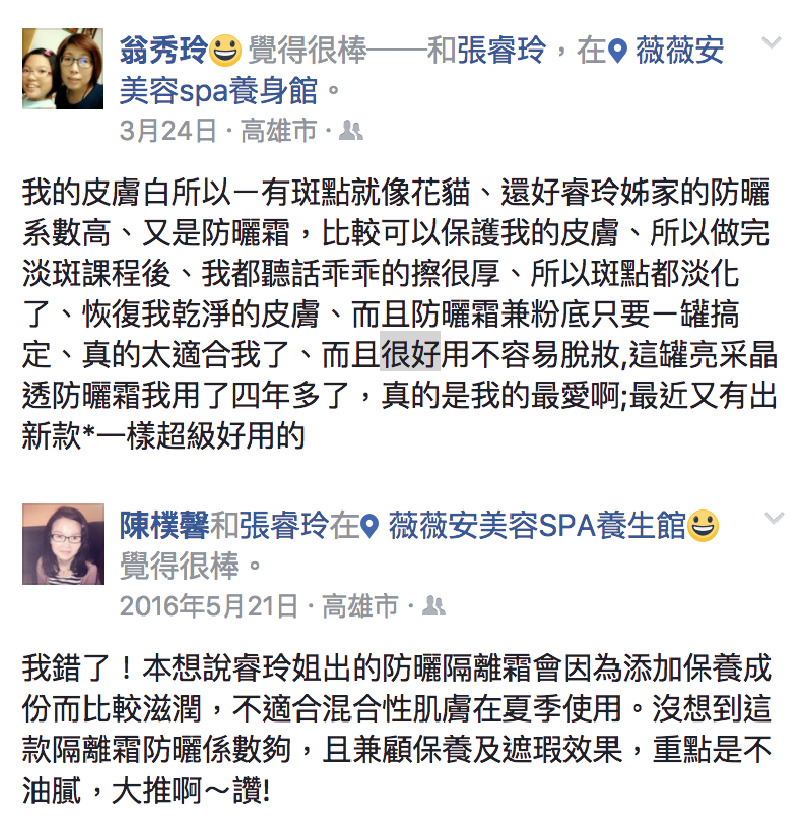 翁秀玲😀 覺得很棒——和張睿玲，在 薇薇安
美容spa養身館。
3月24日 · 高雄市 ·
我的皮膚白所以ㄧ有斑點就像花貓、還好睿玲姊家的防曬
系數高、又是防曬霜，比較可以保護我的皮膚、所以做完
淡斑課程後、我都聽話乖乖的擦很厚、所以斑點都淡化
了、恢復我乾淨的皮膚、而且防曬霜兼粉底只要ㄧ罐搞
定、真的太適合我了、而且很好用不容易脫妝,這罐亮采晶
透防曬霜我用了四年多了，真的是我的最愛啊;最近又有出
新款*一樣超級好用的
陳樸馨和張睿玲在 薇薇安美容SPA養生館😀
覺得很棒。
2016年5月21日 · 高雄市 ·
我錯了！本想說睿玲姐出的防曬隔離霜會因為添加保養成
份而比較滋潤，不適合混合性肌膚在夏季使用。沒想到這
款隔離霜防曬係數夠，且兼顧保養及遮瑕效果，重點是不
油膩，大推啊～讚!